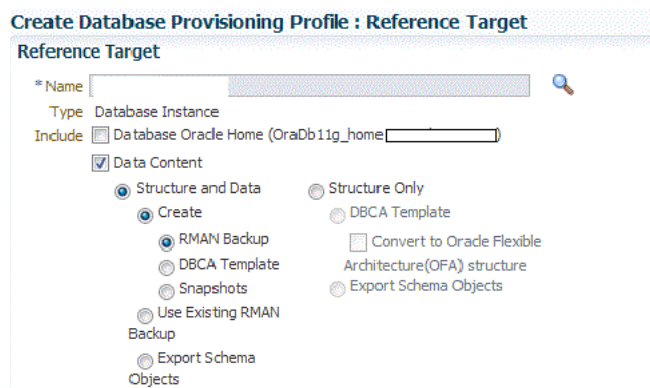 Create Database Provisioning Profile : Reference Target
Reference Target
* Name
Type Database Instance
Include Database Oracle Home (OraDb11g_home )
Data Content
Structure and Data Structure Only
Create DBCA Template
RMAN Backup Convert to Oracle Flexible
DBCA Template Architecture(OFA) structure
Snapshots Export Schema Objects
Use Existing RMAN
Backup
Export Schema
Objects